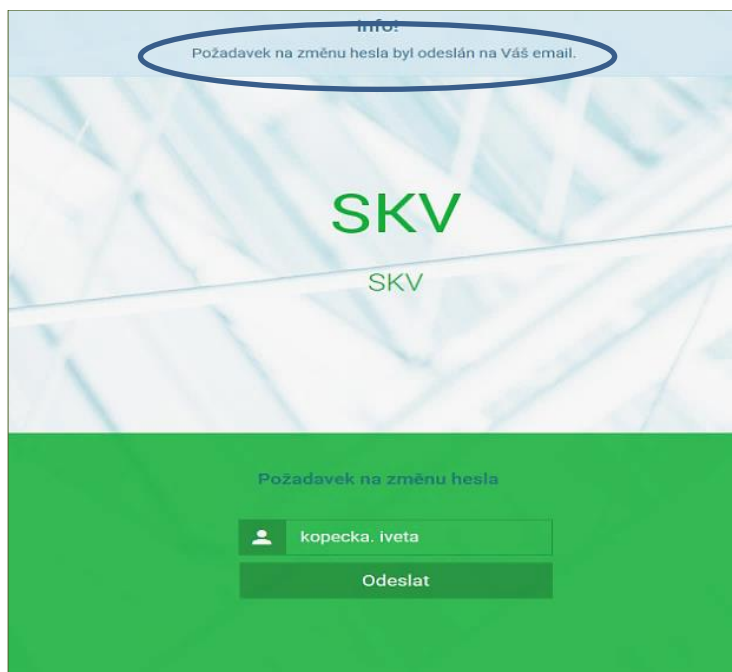 Info!
Požadavek na změnu hesla byl odeslán na Váš email.
SKV
SKV
Požadavek na změnu hesla
kopecka. iveta
Odeslat